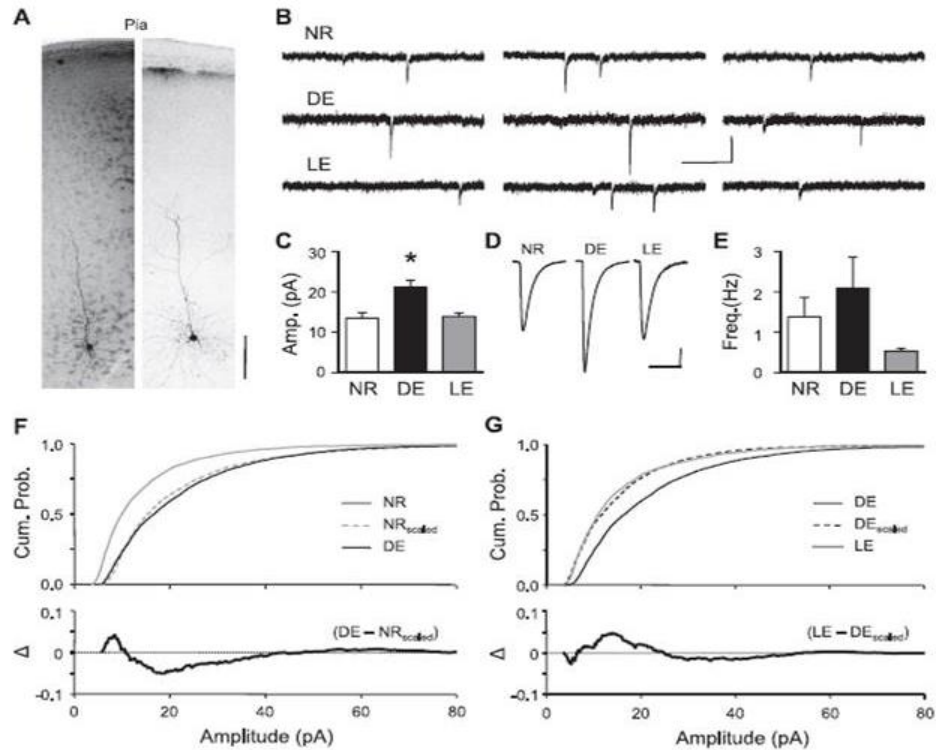 A
Pia
B
NR
DE
LE
C
Amp. (pA)
30
20
10
0
*
NR DE LE
D
NR DE LE
E
Freq.(Hz)
3
2
1
0
NR DE LE
F
Cum. Prob.
1.0
0.5
0.0
NR
NRscaled
DE
Δ
0.1
0
-0.1
(DE – NRscaled)
0 20 40 60 80
Amplitude (pA)
G
Cum. Prob.
1.0
0.5
0.0
DE
DEscaled
LE
Δ
0.1
0
-0.1
(LE – DEscaled)
0 20 40 60 80
Amplitude (pA)